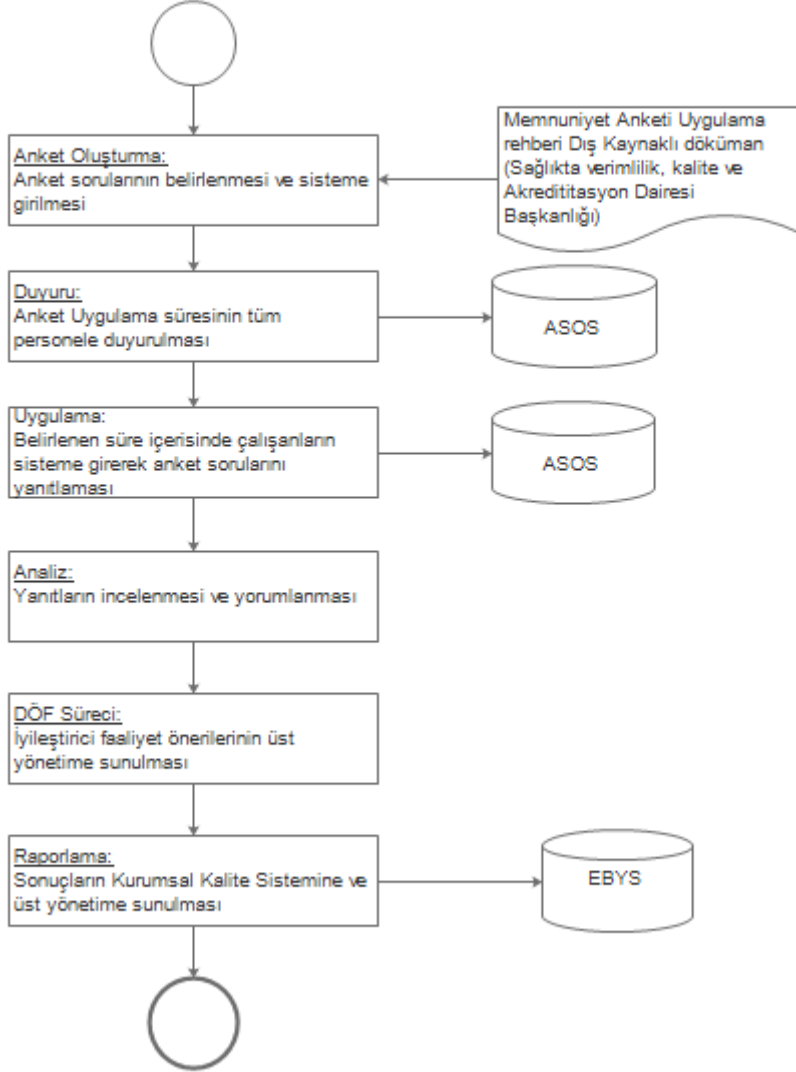 Anket Oluşturma:
Anket sorularının belirlenmesi ve sisteme
girilmesi
Memnuniyet Anketi Uygulama
rehberi Dış Kaynaklı döküman
(Sağlıkta verimlilik, kalite ve
Akredititasyon Dairesi
Başkanlığı)
Duyuru:
Anket Uygulama süresinin tüm
personele duyurulması
ASOS
Uygulama:
Belirlenen süre içerisinde çalışanların
sisteme girerek anket sorularını
yanıtlaması
ASOS
Analiz:
Yanıtların incelenmesi ve yorumlanması
DÖF Süreci:
İyileştirici faaliyet önerilerinin üst
yönetime sunulması
Raporlama:
Sonuçların Kurumsal Kalite Sistemine ve
üst yönetime sunulması
EBYS